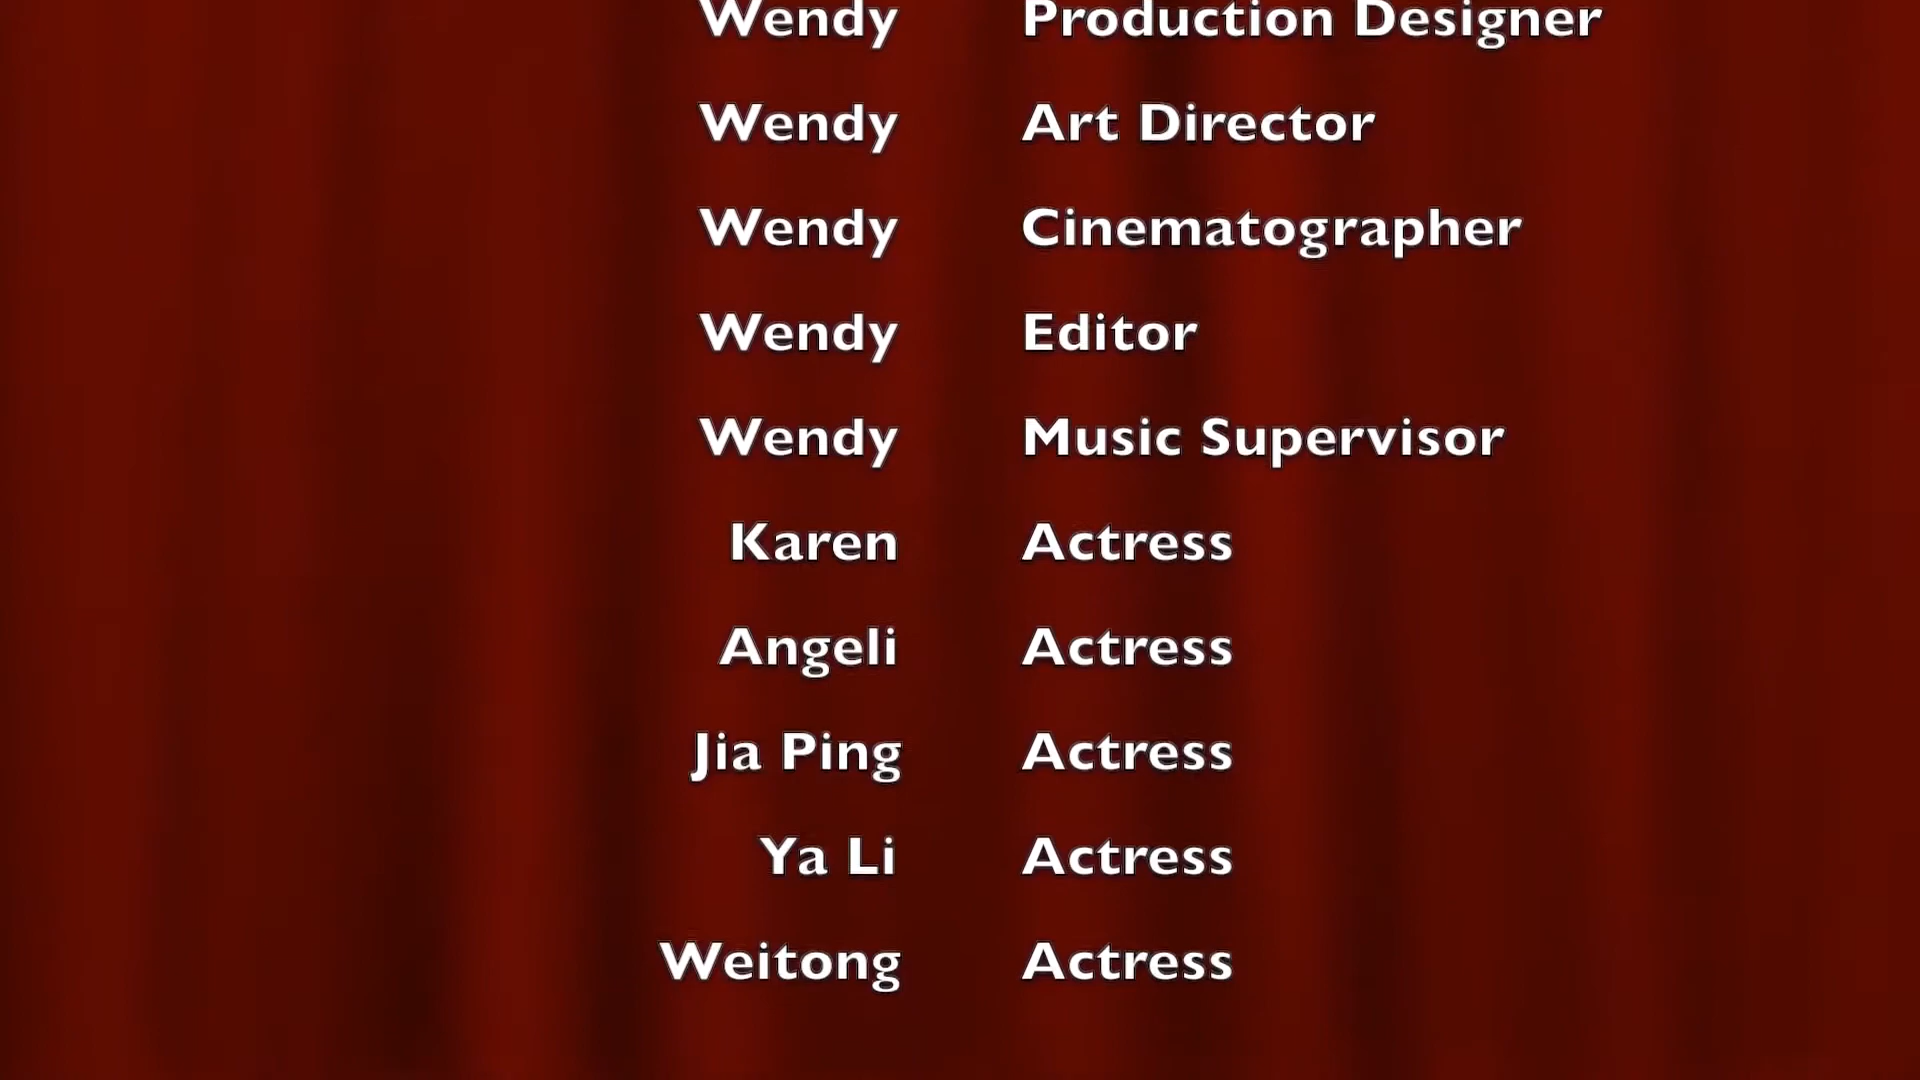 Wendy Production Designer
Wendy Art Director
Wendy Cinematographer
Wendy Editor
Wendy Music Supervisor
Karen Actress
Angeli Actress
Jia Ping Actress
Ya Li Actress
Weitong Actress